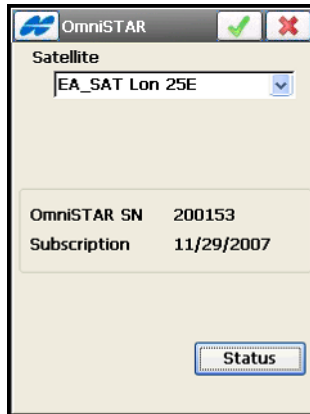 OmniSTAR
Satellite
EA_SAT Lon 25E
OmniSTAR SN 200153
Subscription 11/29/2007
Status